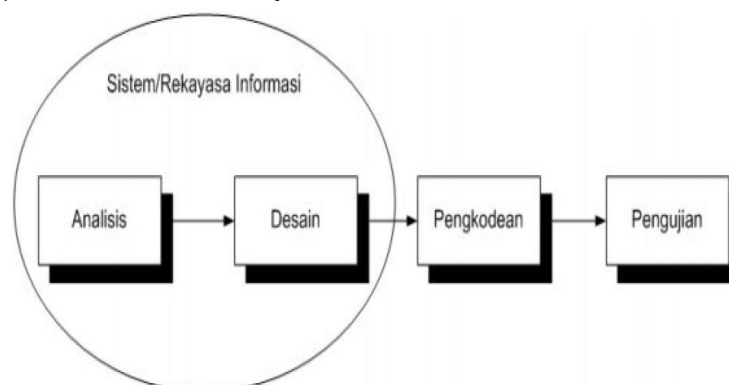 Sistem/Rekayasa Informasi
Analisis
Desain
Pengkodean
Pengujian